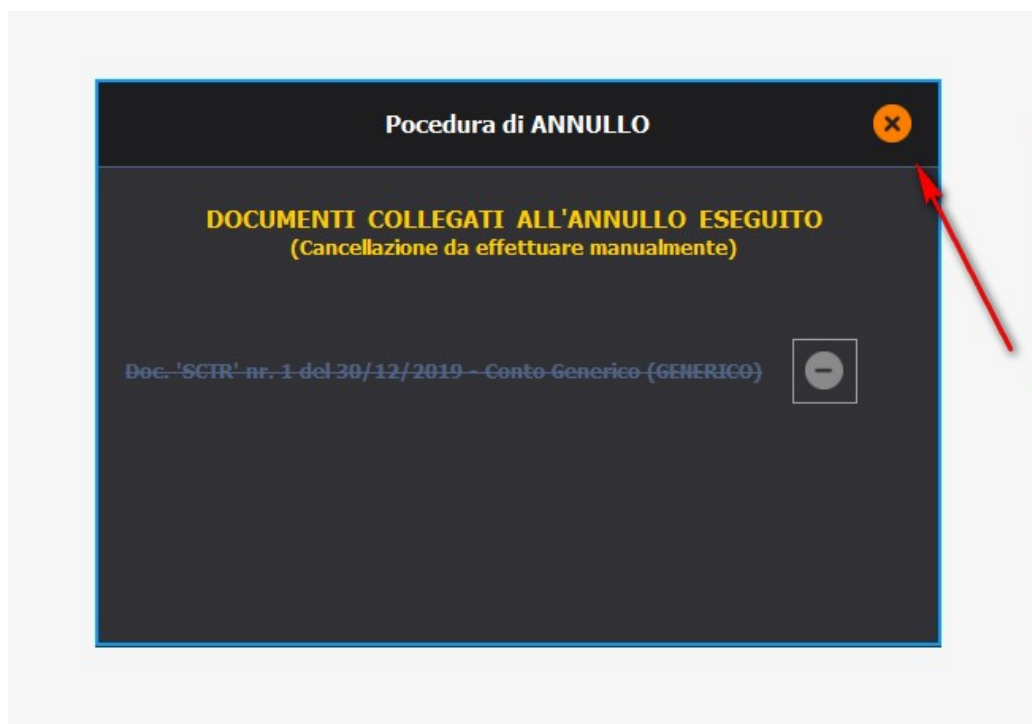 Pocedura di ANNULLO
DOCUMENTI COLLEGATI ALL'ANNULLO ESEGUITO
(Cancellazione da effettuare manualmente)
Doc. 'SCTR' nr. 1 del 30/12/2019 - Conto Generico (GENERICO)